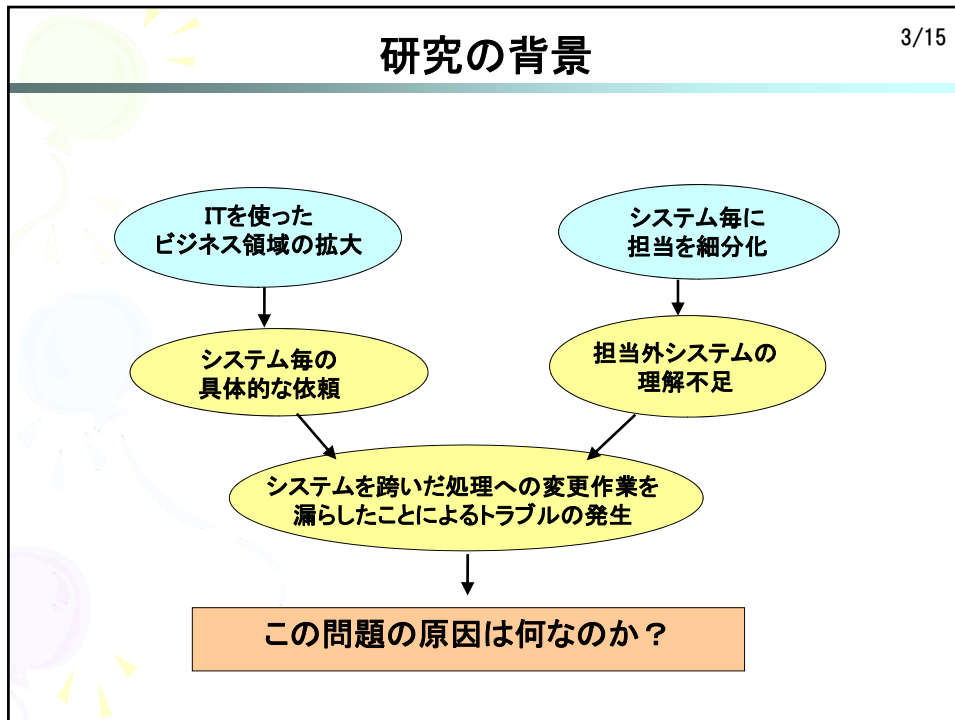 研究の背景
3/15
ITを使った
ビジネス領域の拡大
システム毎に
担当を細分化
システム毎の
具体的な依頼
担当外システムの
理解不足
システムを跨いだ処理への変更作業を
漏らしたことによるトラブルの発生
この問題の原因は何なのか？